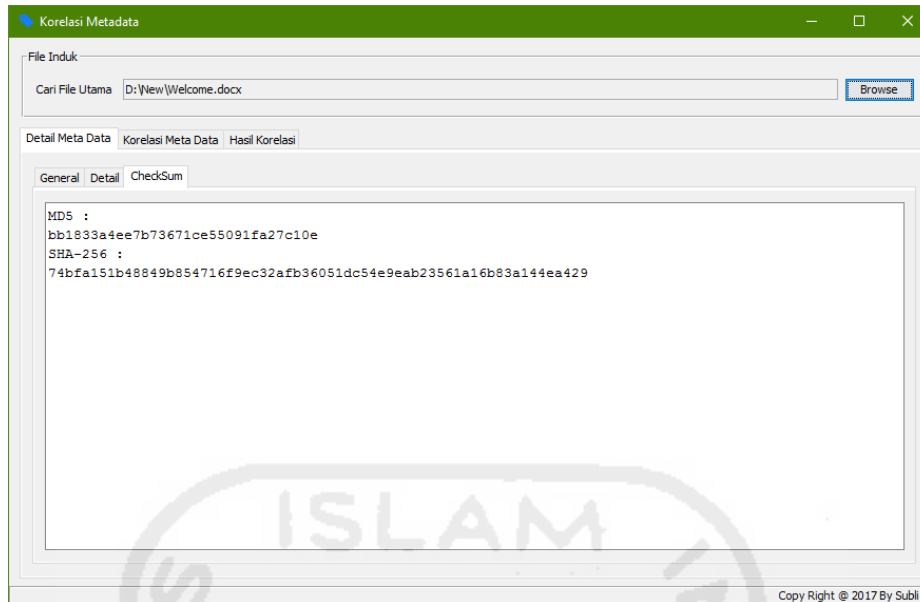 Korelasi Metadata
File Induk
Cari File Utama D:\New\Welcome.docx Browse
Detail Meta Data Korelasi Meta Data Hasil Korelasi
General Detail CheckSum
MD5 :
bb1833a4ee7b73671ce55091fa27c10e
SHA-256 :
74bfa151b48849b854716f9ec32afb36051dc54e9eab23561a16b83a144ea429
ISLAM
Copy Right @ 2017 By Subli